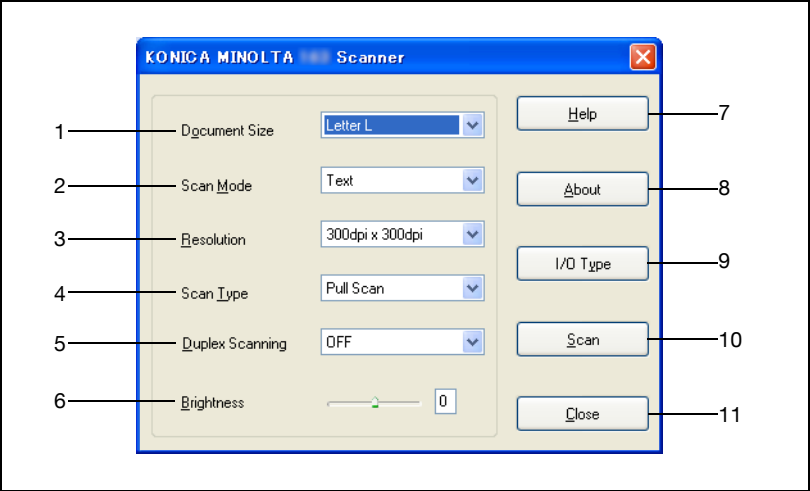 KONICA MINOLTA Scanner
1 Document Size Letter L
2 Scan Mode Text
3 Resolution 300dpi x 300dpi
4 Scan Type Pull Scan
5 Duplex Scanning OFF
6 Brightness 0
Help 7
About 8
I/O Type 9
Scan 10
Close 11